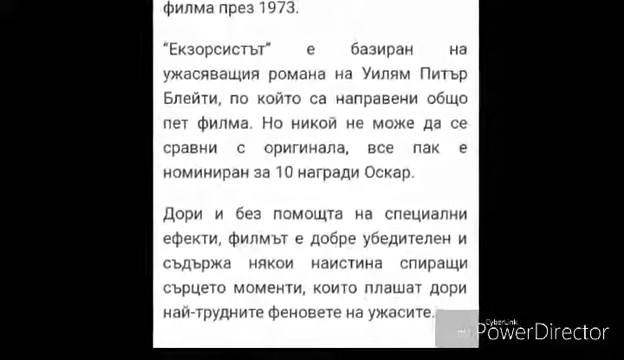 филма през 1973.
“Екзорсистът” е базиран на
ужасяващия романа на Уилям Питър
Блейти, по който са направени общо
пет филма. Но никой не може да се
сравни с оригинала, все пак е
номиниран за 10 награди Оскар.
Дори и без помощта на специални
ефекти, филмът е добре убедителен и
съдържа някои наистина спиращи
сърцето моменти, които плашат дори
най-трудните феновете на ужасите.
CyberLink
PowerDirector